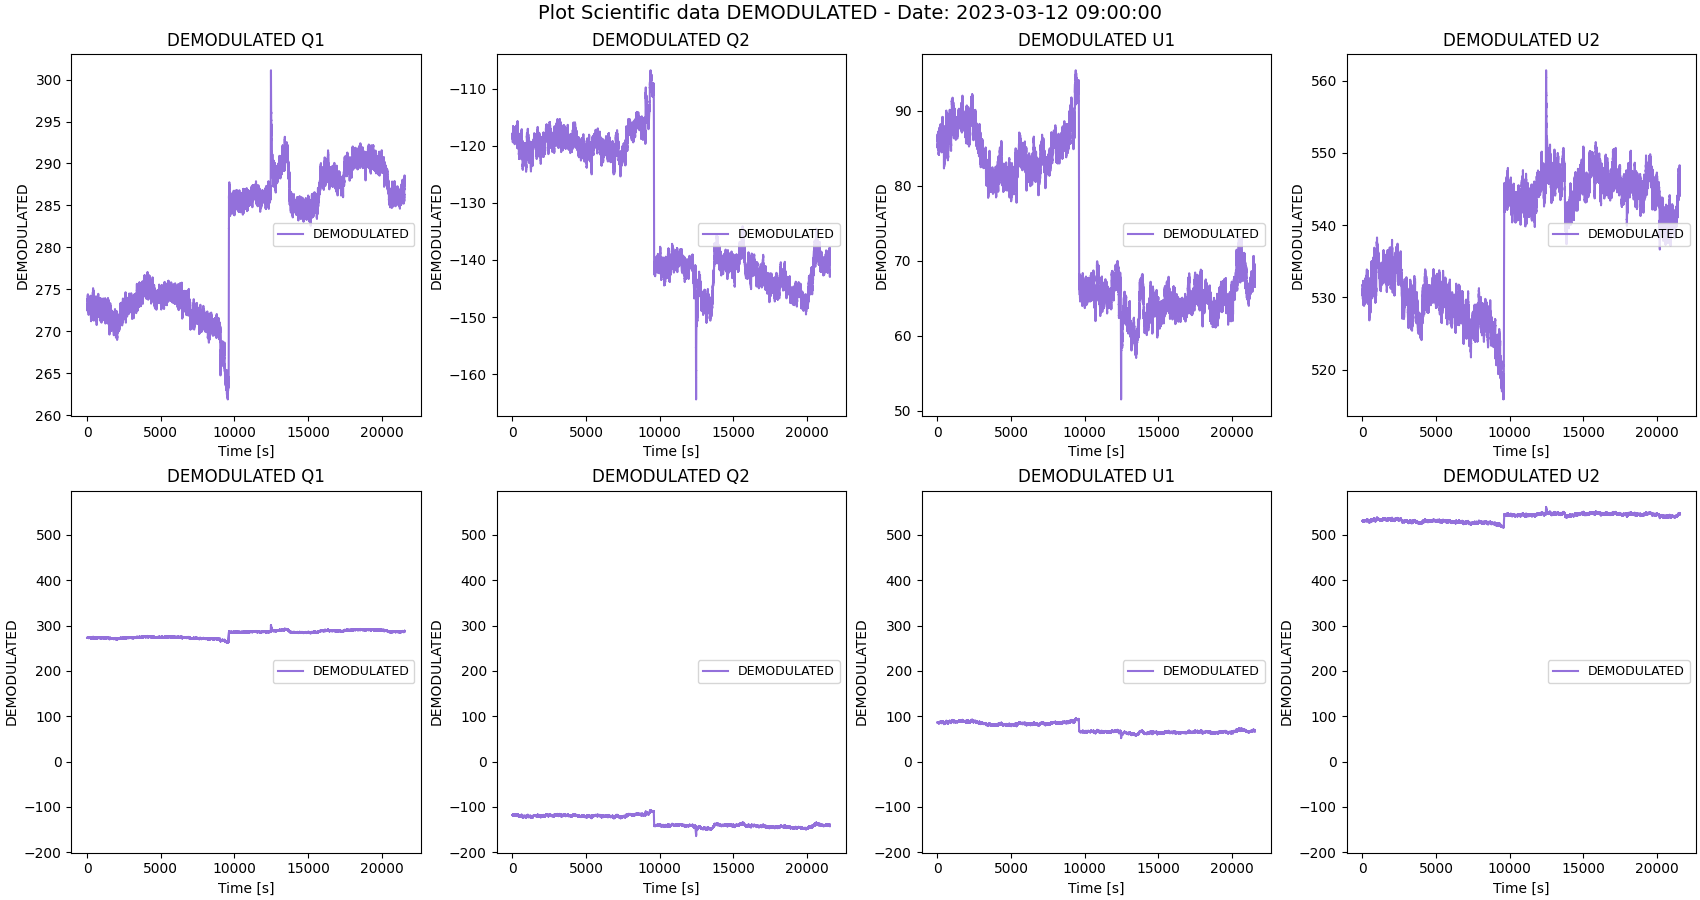 Plot Scientific data DEMODULATED - Date: 2023-03-12 09:00:00
DEMODULATED Q1
300
295
290
285
280
275
270
265
260
DEMODULATED
DEMODULATED
0 5000 10000 15000 20000
Time [s]
DEMODULATED Q2
−110
−120
−130
−140
−150
−160
DEMODULATED
DEMODULATED
0 5000 10000 15000 20000
Time [s]
DEMODULATED U1
90
80
70
60
50
DEMODULATED
DEMODULATED
0 5000 10000 15000 20000
Time [s]
DEMODULATED U2
560
550
540
530
520
DEMODULATED
DEMODULATED
0 5000 10000 15000 20000
Time [s]
DEMODULATED Q1
500
400
300
200
100
0
−100
−200
DEMODULATED
DEMODULATED
0 5000 10000 15000 20000
Time [s]
DEMODULATED Q2
500
400
300
200
100
0
−100
−200
DEMODULATED
DEMODULATED
0 5000 10000 15000 20000
Time [s]
DEMODULATED U1
500
400
300
200
100
0
−100
−200
DEMODULATED
DEMODULATED
0 5000 10000 15000 20000
Time [s]
DEMODULATED U2
500
400
300
200
100
0
−100
−200
DEMODULATED
DEMODULATED
0 5000 10000 15000 20000
Time [s]